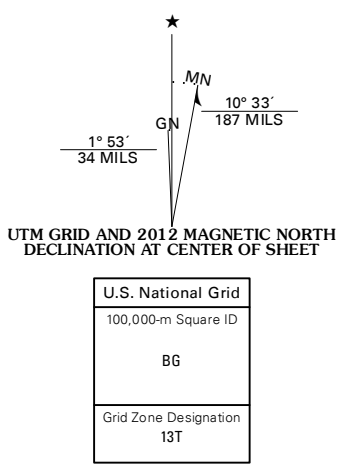 ★
MN
10° 33´
187 MILS
GN
1° 53´
34 MILS
UTM GRID AND 2012 MAGNETIC NORTH
DECLINATION AT CENTER OF SHEET
U.S. National Grid
100,000-m Square ID
BG
Grid Zone Designation
13T